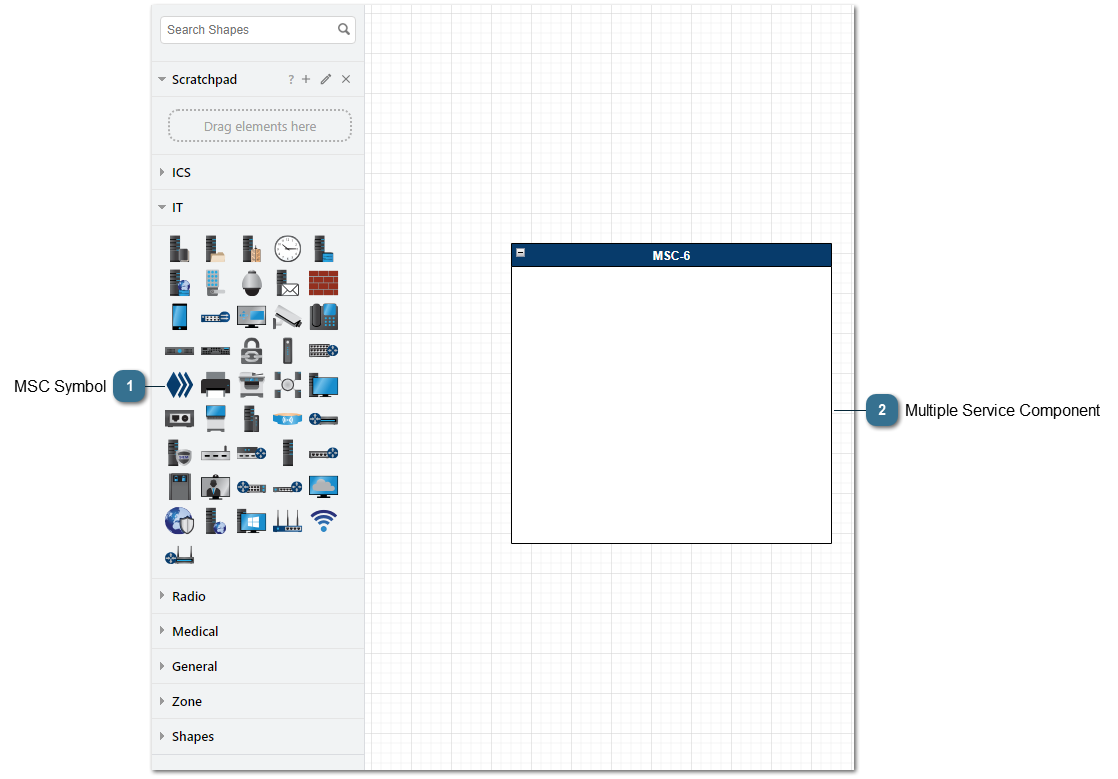 Search Shapes
Scratchpad ? +
Drag elements here
ICS
IT
MSC-6
MSC Symbol 1
2 Multiple Service Component
Radio
Medical
General
Zone
Shapes